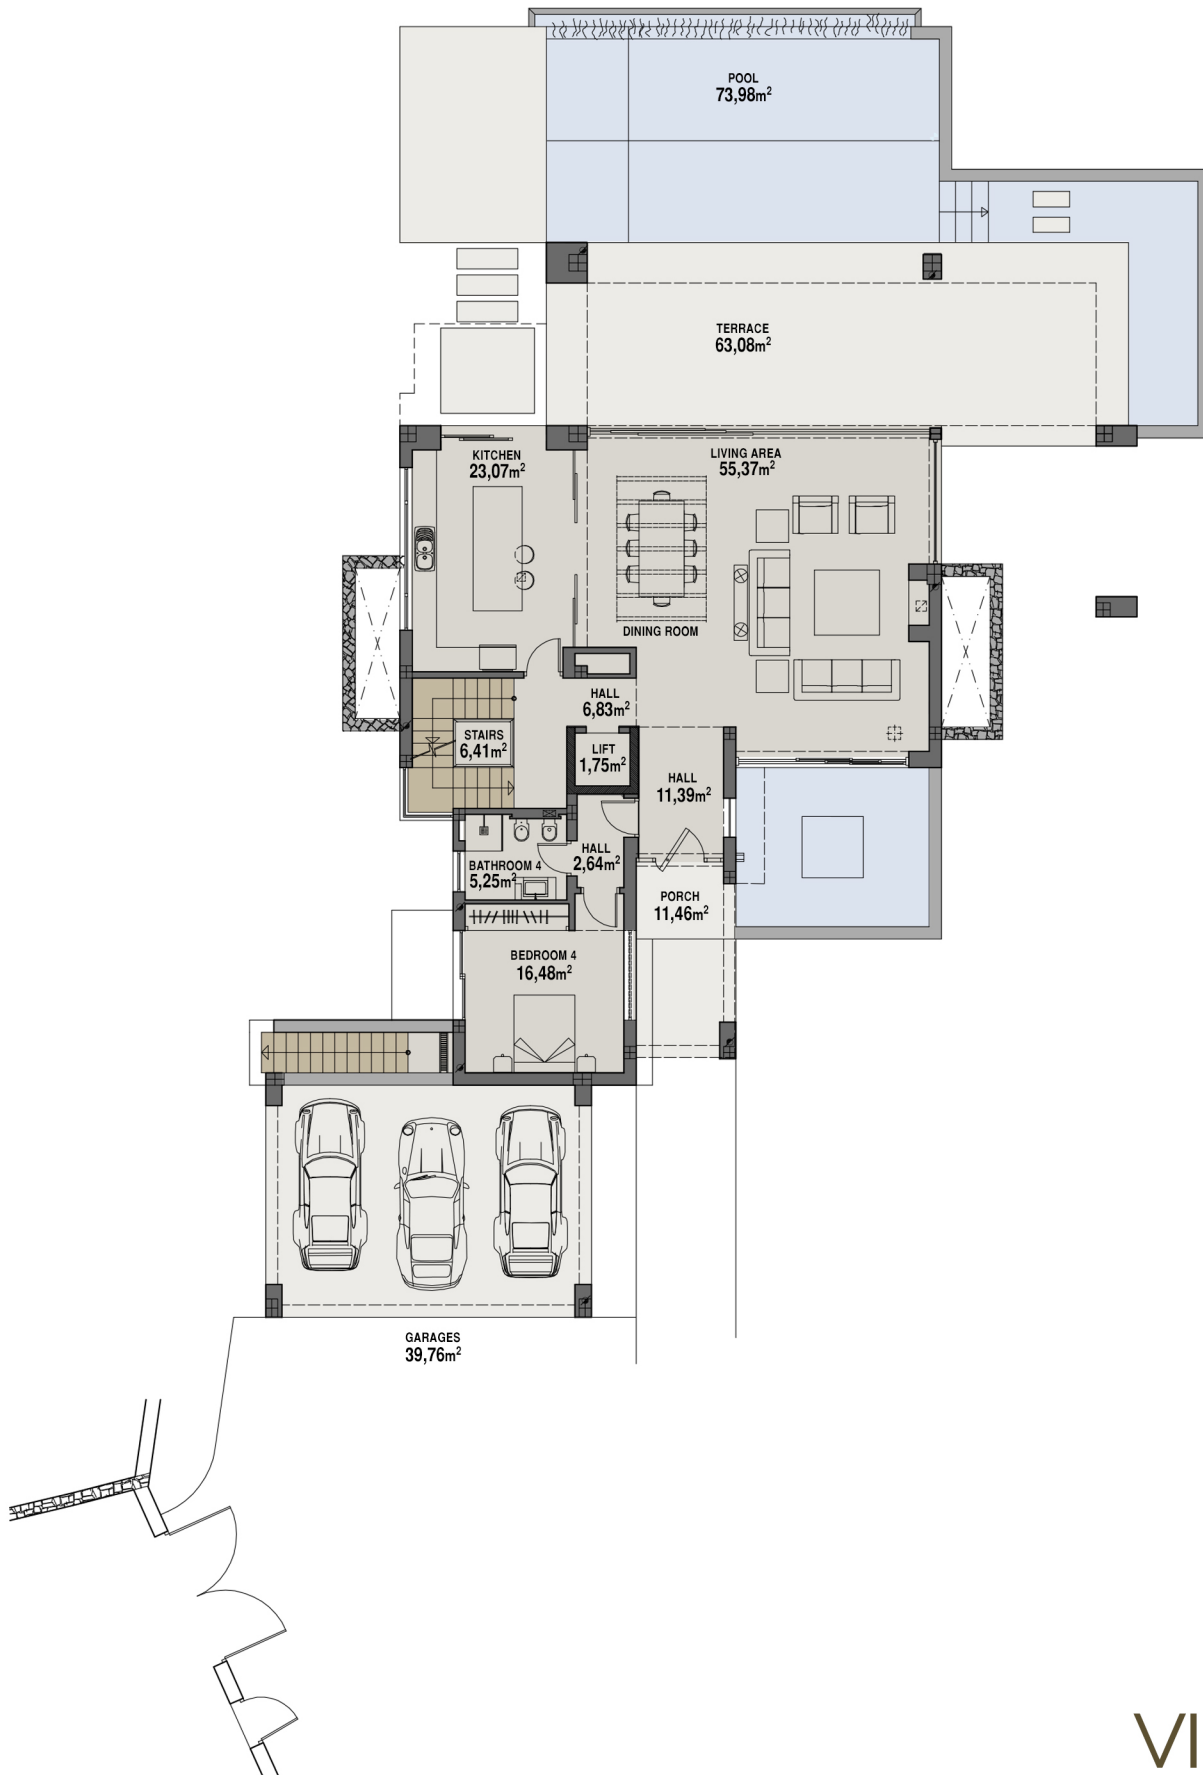 POOL
73,98m²
TERRACE
63,08m²
KITCHEN
23,07m²
LIVING AREA
55,37m²
DINING ROOM
HALL
6,83m²
STAIRS
6,41m²
LIFT
1,75m²
HALL
11,39m²
HALL
2,64m²
BATHROOM 4
5,25m²
PORCH
11,46m²
BEDROOM 4
16,48m²
GARAGES
39,76m²
VI